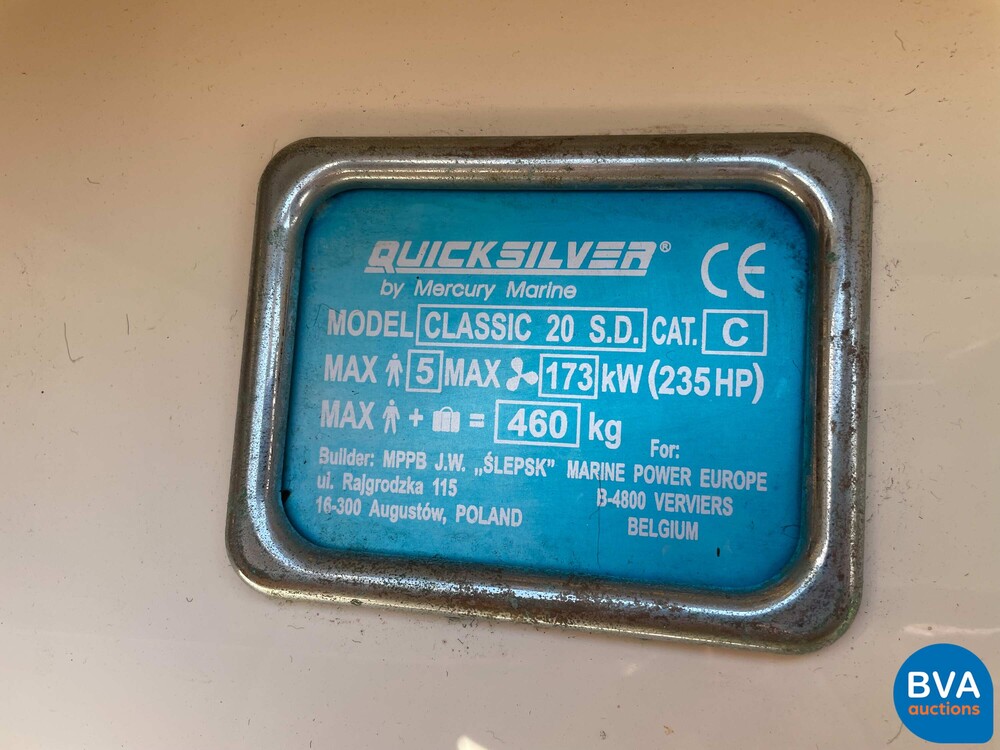 QUICKSILVER®
by Mercury Marine
CE
MODEL CLASSIC 20 S.D. CAT. C
MAX 5 MAX 173 kW (235 HP)
MAX + = 460 kg
Builder: MPPB J.W. „ŚLEPSK”
ul. Rajgrodzka 115
16-300 Augustów, POLAND
For:
MARINE POWER EUROPE
B-4800 VERVIERS
BELGIUM
BVA
auctions